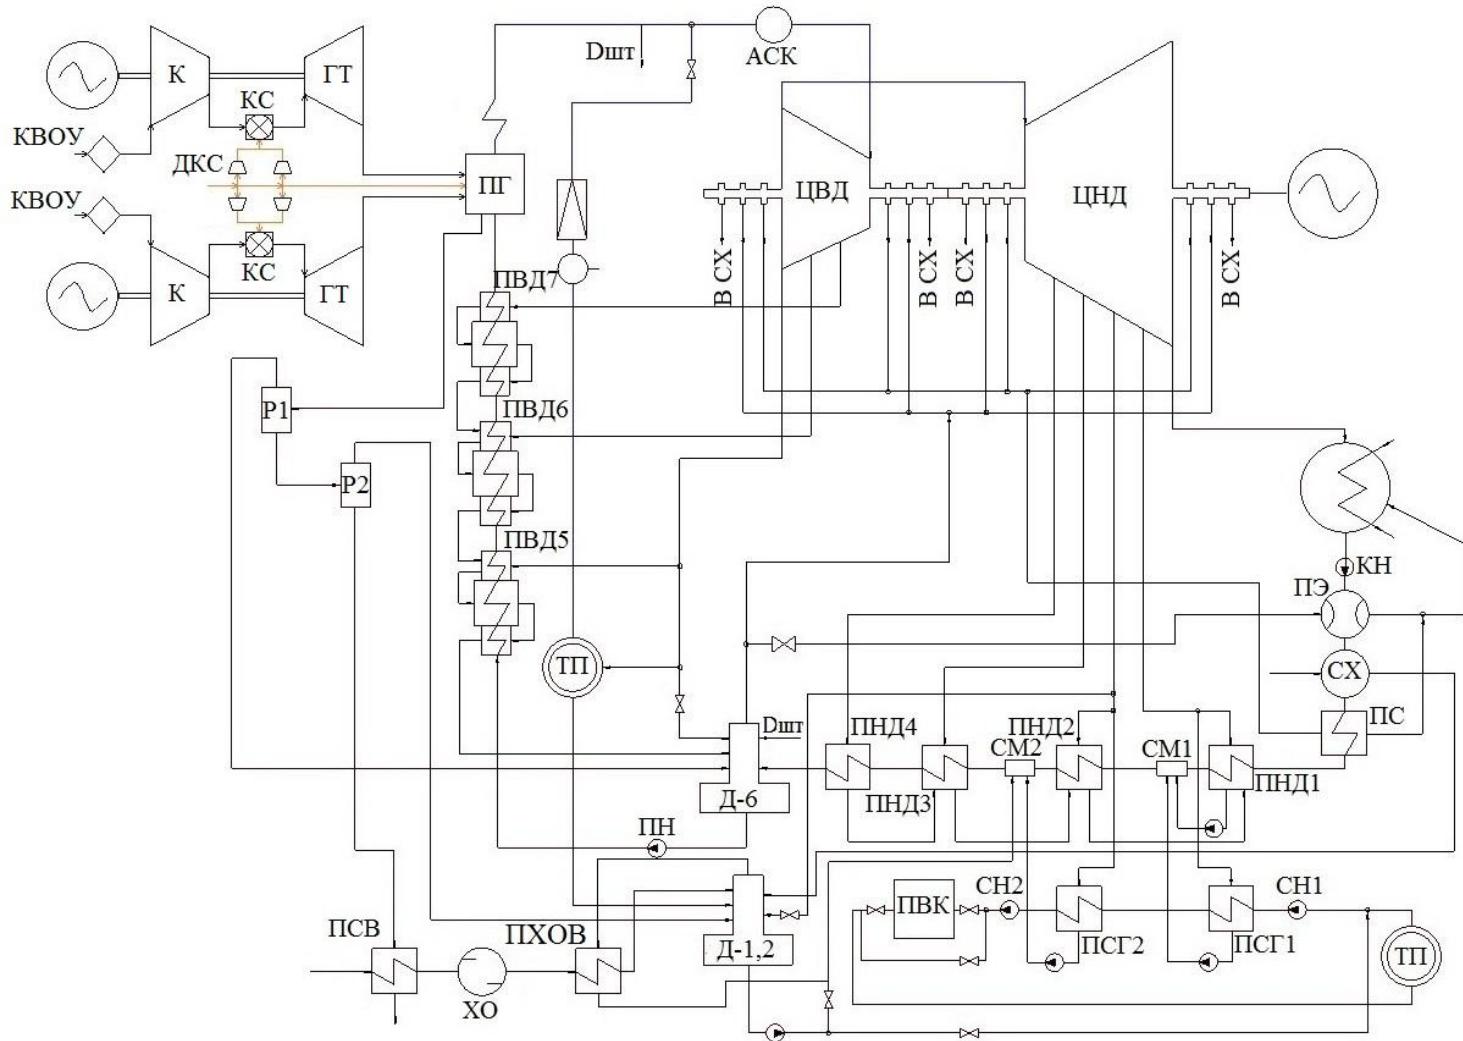 Dшт
АСК
К
ГТ
КС
КВОУ
ДКС
ПГ
ЦВД
ЦНД
КВОУ
КС
К
ГТ
В СХ
В СХ
В СХ
В СХ
ПВД7
Р1
ПВД6
Р2
ПВД5
КН
ПЭ
ТП
СХ
ПС
Dшт
ПНД4
ПНД2
СМ2
СМ1
Д-6
ПНД3
ПНД1
ПН
ПВК
СН2
СН1
ПСВ
ПХОВ
Д-1,2
ПСГ2
ПСГ1
ТП
ХО